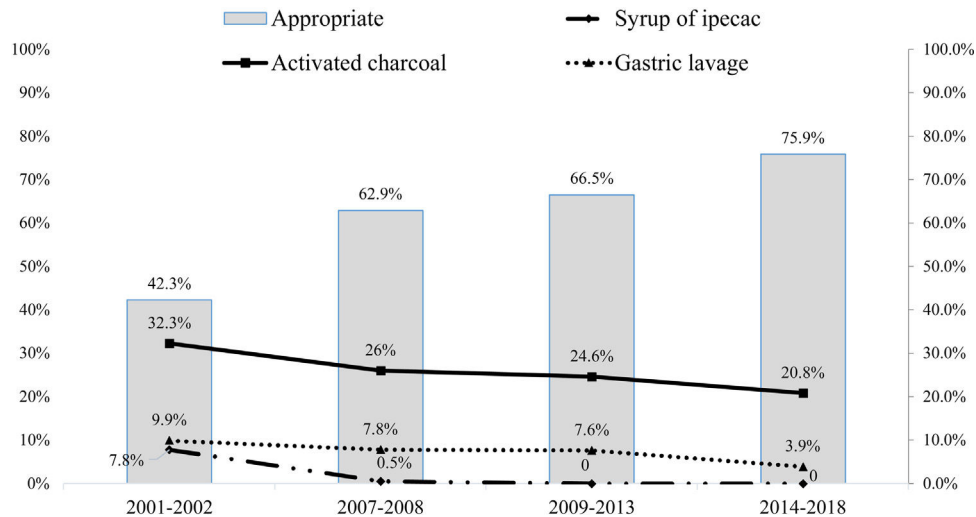 Appropriate Syrup of ipecac
Activated charcoal Gastric lavage
100% 100.0%
90% 90.0%
80% 80.0%
75.9%
70% 70.0%
66.5%
62.9%
60% 60.0%
50% 50.0%
42.3%
40% 40.0%
32.3%
30% 30.0%
26% 24.6% 20.8%
20% 20.0%
9.9% 7.8% 7.6% 3.9%
10% 10.0%
7.8% 0.5% 0 0
0% 0.0%
2001-2002 2007-2008 2009-2013 2014-2018